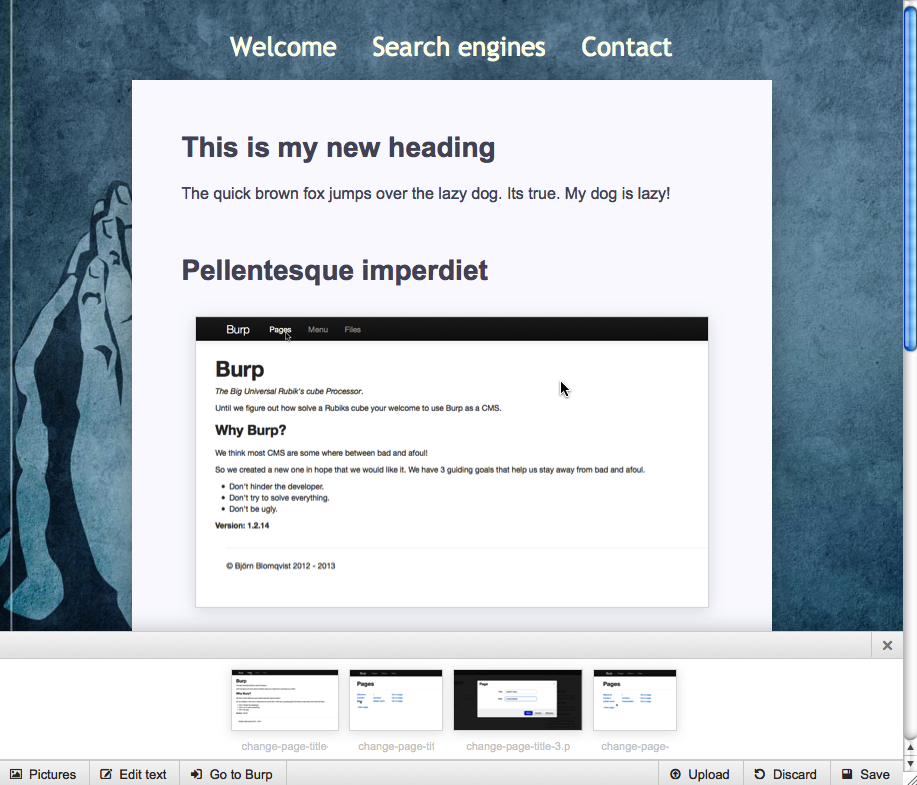 Welcome Search engines Contact
This is my new heading
The quick brown fox jumps over the lazy dog. Its true. My dog is lazy!
Pellentesque imperdiet
Burp Pages Menu Files
Burp
The Big Universal Rubik's cube Processor.
Until we figure out how solve a Rubiks cube your welcome to use Burp as a CMS.
Why Burp?
We think most CMS are some where between bad and afoul!
So we created a new one in hope that we would like it. We have 3 guiding goals that help us stay away from bad and afoul.
• Don't hinder the developer.
• Don't try to solve everything.
• Don't be ugly.
Version: 1.2.14
© Björn Blomqvist 2012 - 2013
Burp
Why Burp?
Pages
Page
Pages
change-page-title- change-page-tit change-page-title-3.p change-page-
Pictures Edit text Go to Burp Upload Discard Save